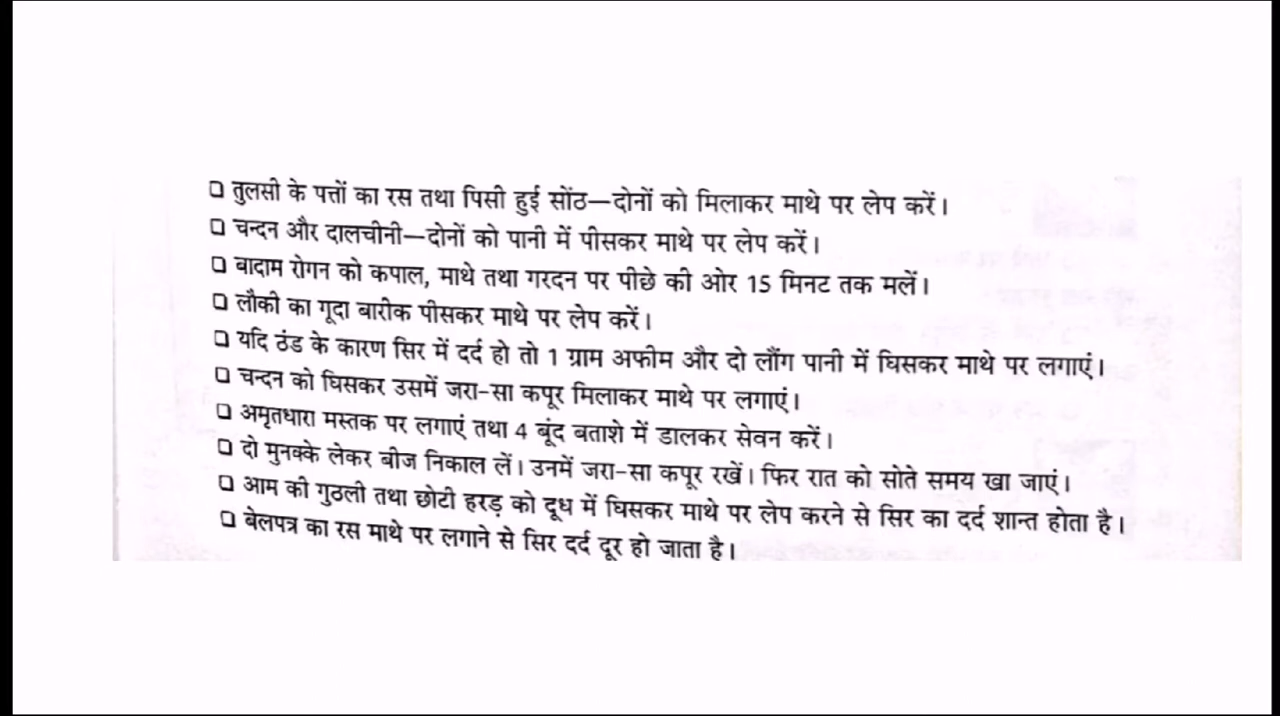 ❑ तुलसी के पत्तों का रस तथा पिसी हुई सोंठ—दोनों को मिलाकर माथे पर लेप करें।
❑ चन्दन और दालचीनी—दोनों को पानी में पीसकर माथे पर लेप करें।
❑ बादाम रोगन को कपाल, माथे तथा गरदन पर पीछे की ओर 15 मिनट तक मलें।
❑ लौकी का गूदा बारीक पीसकर माथे पर लेप करें।
❑ यदि ठंड के कारण सिर में दर्द हो तो 1 ग्राम अफीम और दो लौंग पानी में घिसकर माथे पर लगाएं।
❑ चन्दन को घिसकर उसमें जरा-सा कपूर मिलाकर माथे पर लगाएं।
❑ अमृतधारा मस्तक पर लगाएं तथा 4 बूंद बताशे में डालकर सेवन करें।
❑ दो मुनक्के लेकर बीज निकाल लें। उनमें जरा-सा कपूर रखें। फिर रात को सोते समय खा जाएं।
❑ आम की गुठली तथा छोटी हरड़ को दूध में घिसकर माथे पर लेप करने से सिर का दर्द शान्त होता है।
❑ बेलपत्र का रस माथे पर लगाने से सिर दर्द दूर हो जाता है।